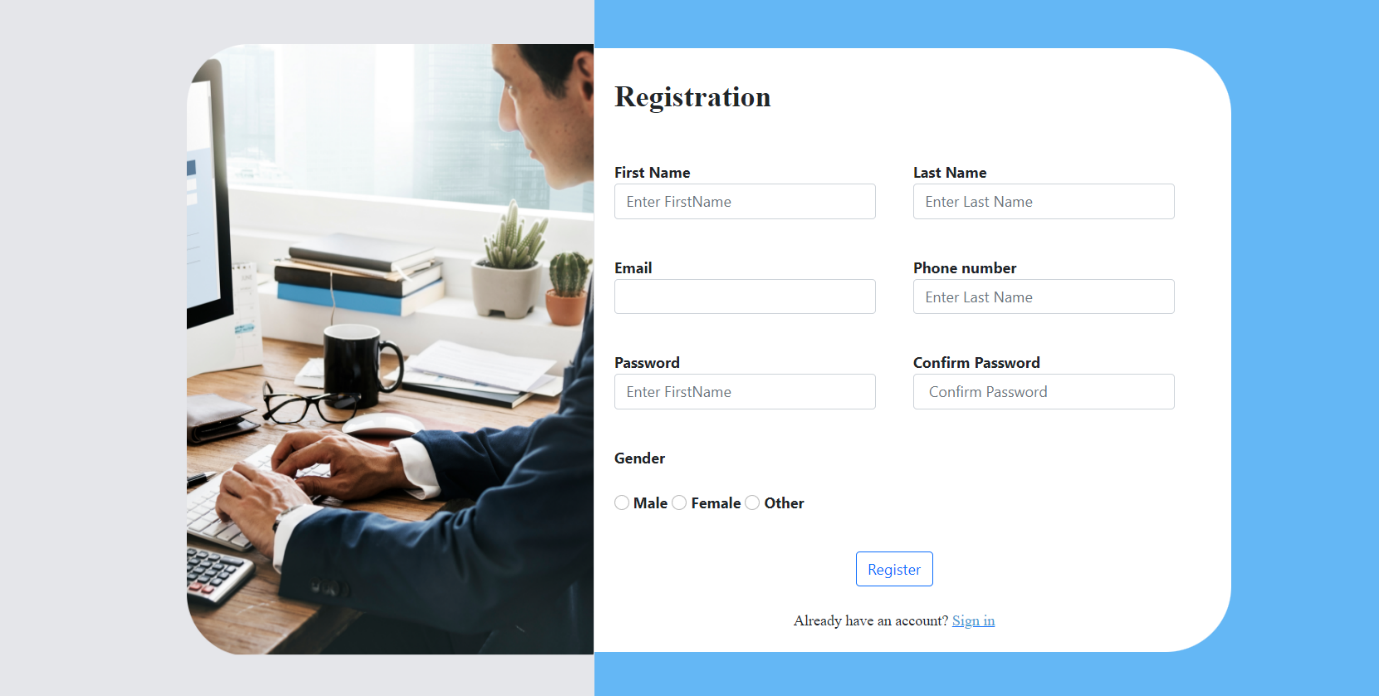 Registration
First Name Last Name
Enter FirstName Enter Last Name
Email Phone number
Enter Last Name
Password Confirm Password
Enter FirstName Confirm Password
Gender
Male Female Other
Register
Already have an account? Sign in